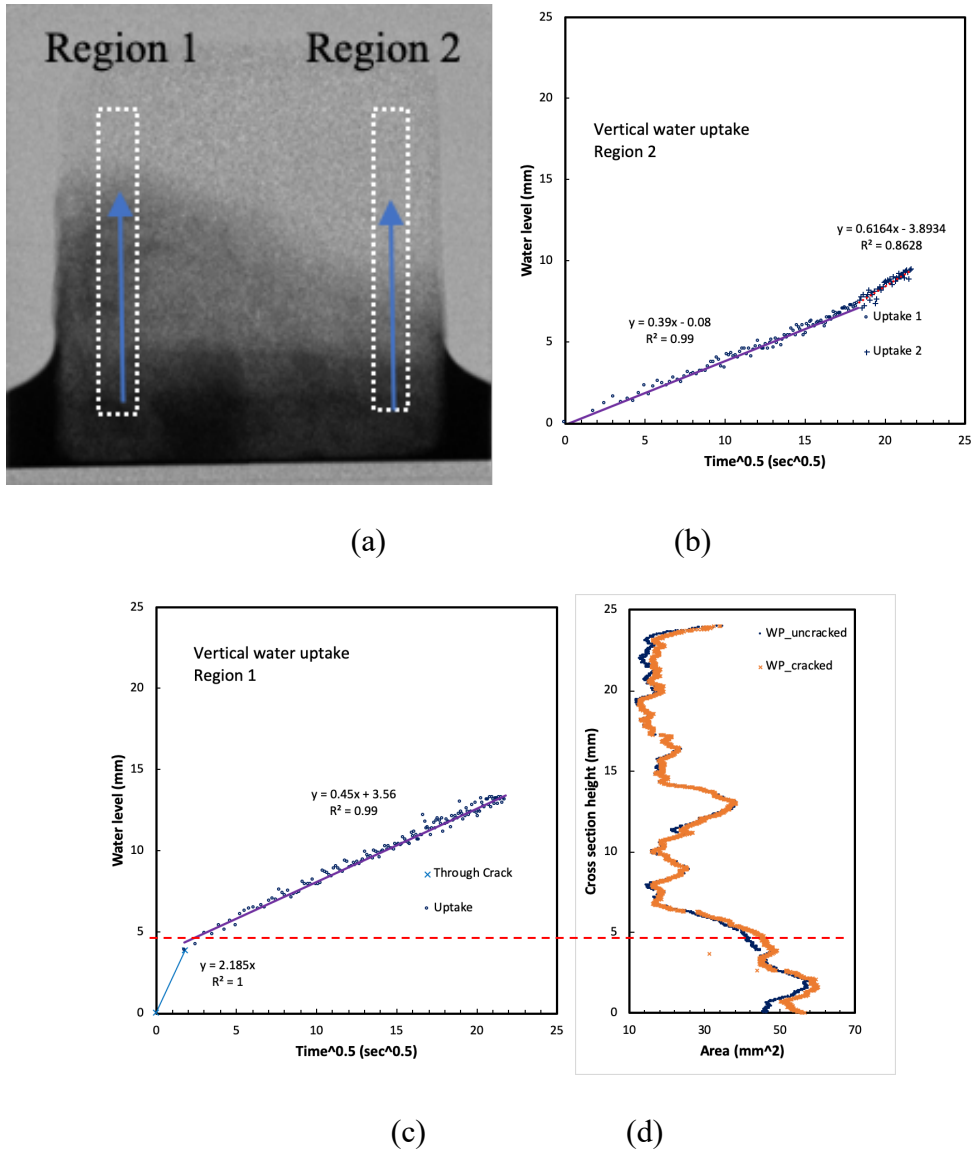 Region 1
Region 2
(a)
25
20
15
10
5
0
Water level (mm)
Vertical water uptake
Region 2
y = 0.6164x - 3.8934
R² = 0.8628
y = 0.39x - 0.08
R² = 0.99
Uptake 1
Uptake 2
0 5 10 15 20 25
Time^0.5 (sec^0.5)
(b)
25
20
15
10
5
0
Water level (mm)
Vertical water uptake
Region 1
y = 0.45x + 3.56
R² = 0.99
Through Crack
Uptake
y = 2.185x
R² = 1
0 5 10 15 20 25
Time^0.5 (sec^0.5)
(c)
25
20
15
10
5
0
Cross section height (mm)
WP_uncracked
WP_cracked
10 30 50 70
Area (mm^2)
(d)